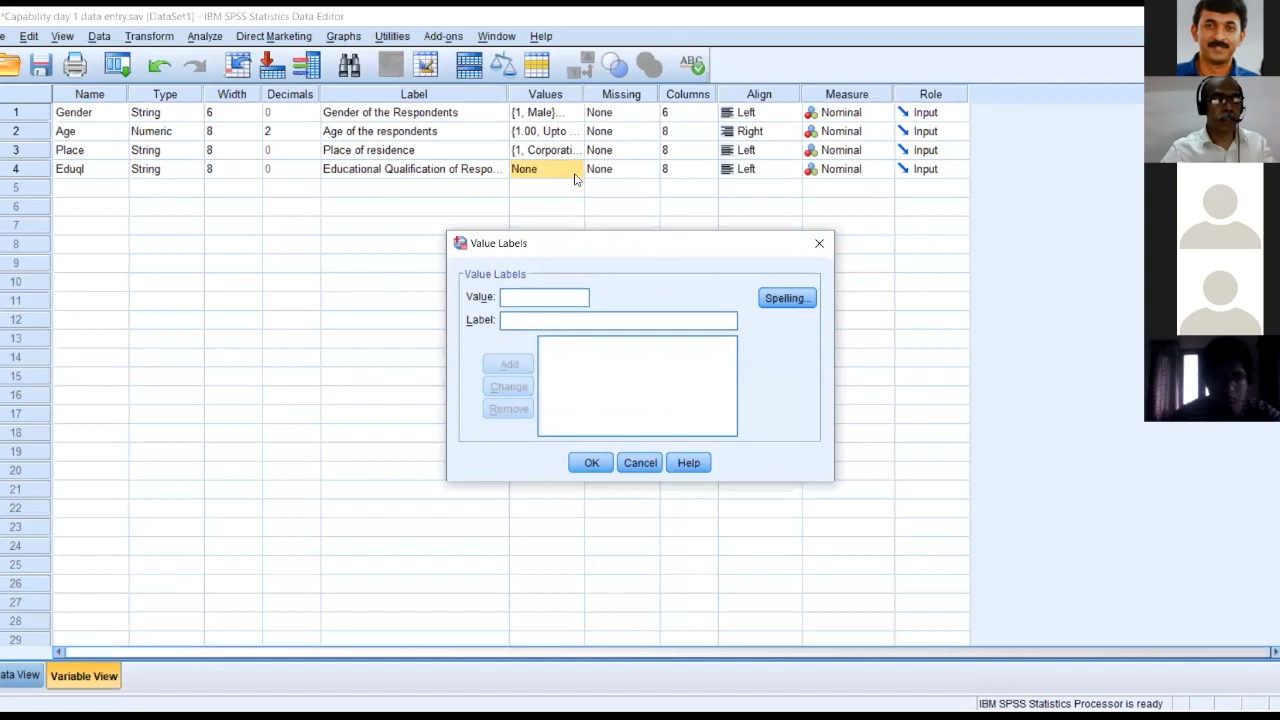 *Capability day 1 data entry.sav [DataSet1] - IBM SPSS Statistics Data Editor
e Edit View Data Transform Analyze Direct Marketing Graphs Utilities Add-ons Window Help
ABC
Name Type Width Decimals Label Values Missing Columns Align Measure Role
1 Gender String 6 0 Gender of the Respondents {1, Male}... None 6 Left Nominal Input
2 Age Numeric 8 2 Age of the respondents {1.00, Upto ... None 8 Right Nominal Input
3 Place String 8 0 Place of residence {1, Corporati... None 8 Left Nominal Input
4 Eduql String 8 0 Educational Qualification of Respo... None None 8 Left Nominal Input
5
6
7
8
9
10
11
12
13
14
15
16
17
18
19
20
21
22
23
24
25
26
27
28
29
Value Labels
Value Labels
Value:
Spelling...
Label:
Add
Change
Remove
OK Cancel Help
ata View Variable View
IBM SPSS Statistics Processor is ready